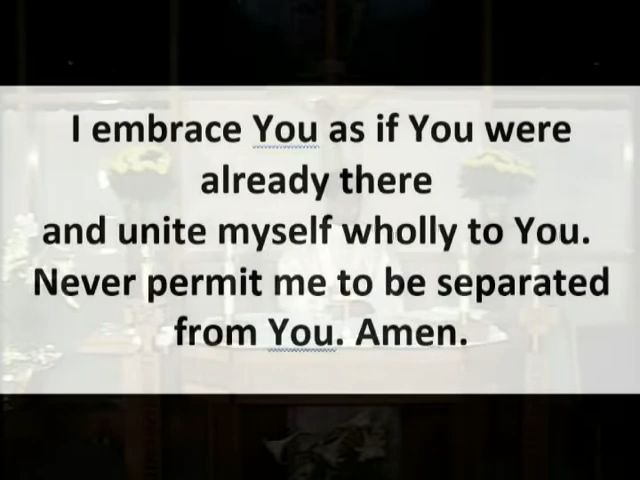 I embrace You as if You were
already there
and unite myself wholly to You.
Never permit me to be separated
from You. Amen.